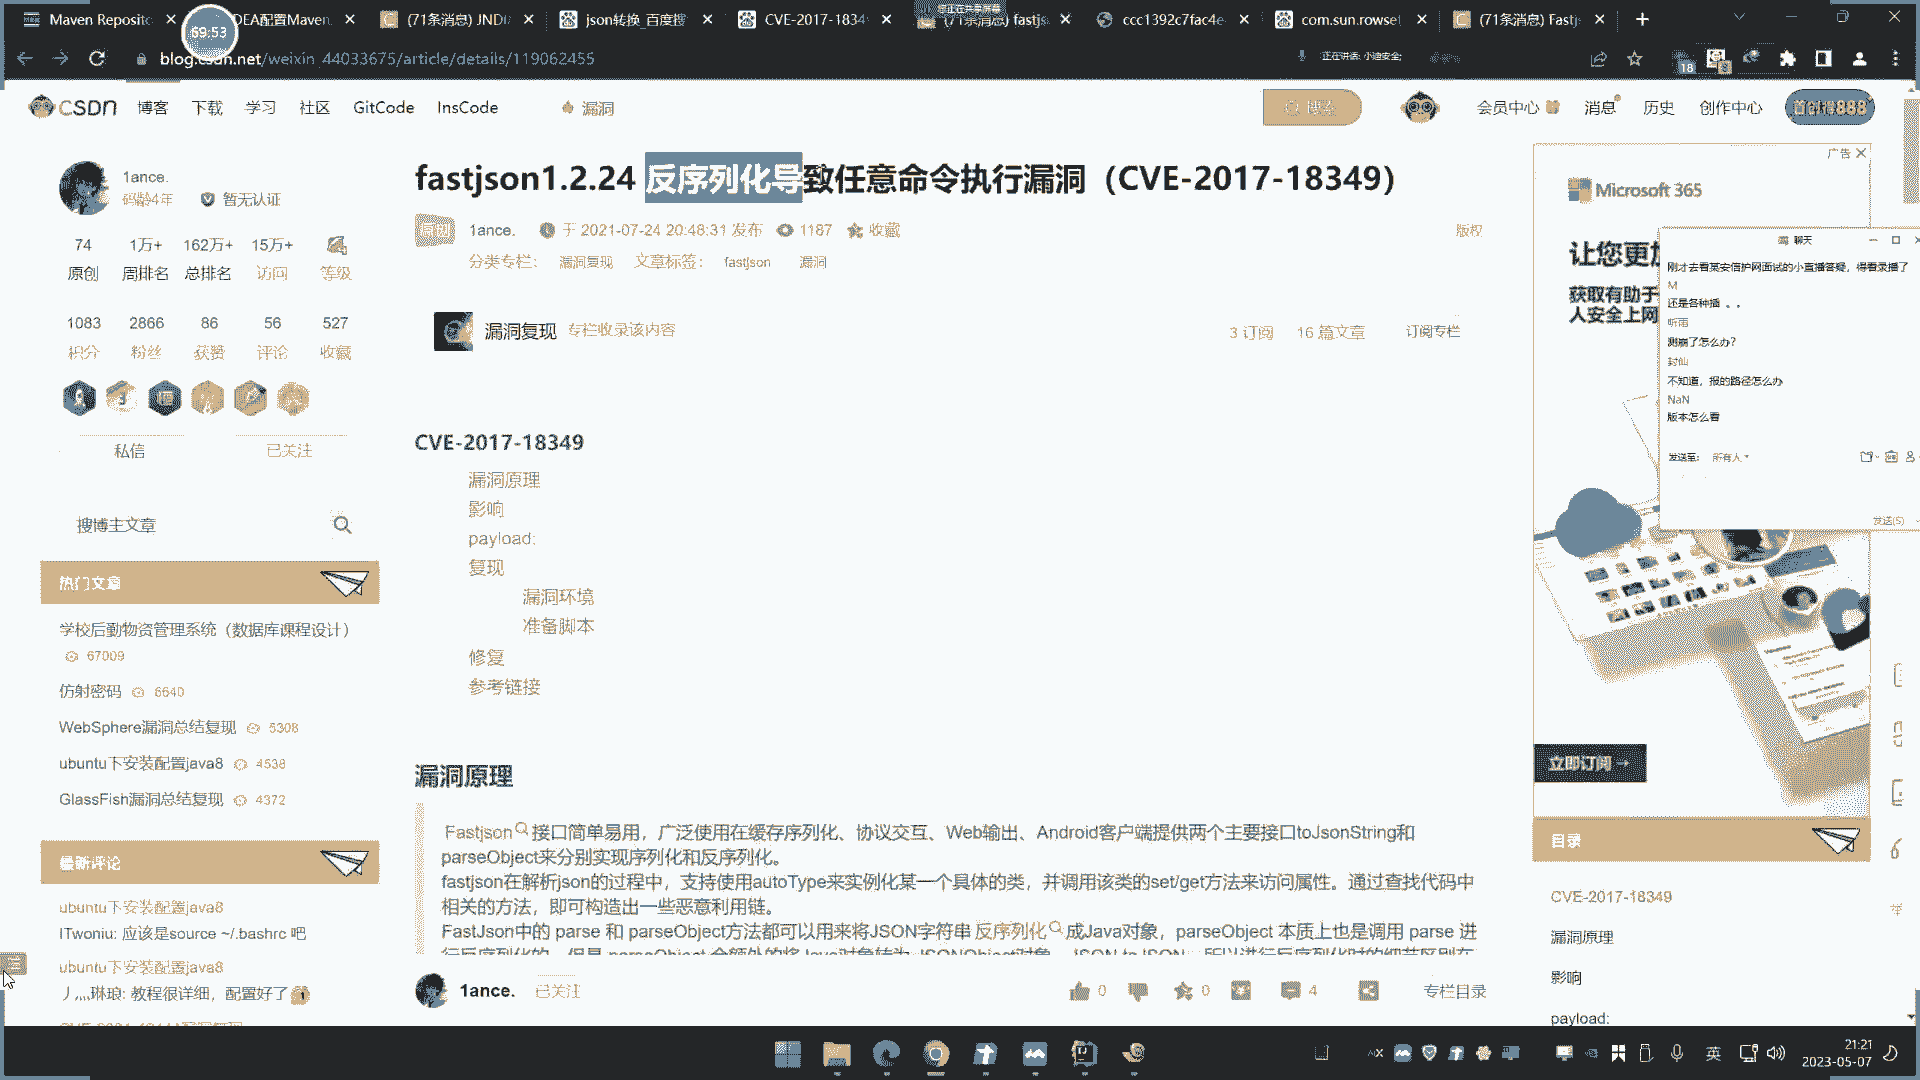 Maven Reposito
DEA配置Maven
(71条消息) JNDI
json转换_百度搜
CVE-2017-1834
(71条消息) fastjs
ccc1392c7fac4e
com.sun.rowset
(71条消息) Fastj
69:53
blog.csdn.net/weixin_44033675/article/details/119062455
正在讲话: 小迪安全;
18
CSDN 博客 下载 学习 社区 GitCode InsCode 漏洞
会员中心 消息 历史 创作中心
1ance.
码龄4年 暂无认证
74 1万+ 162万+ 15万+
原创 周排名 总排名 访问 等级
1083 2866 86 56 527
积分 粉丝 获赞 评论 收藏
私信 已关注
搜博主文章
热门文章
学校后勤物资管理系统（数据库课程设计）
67009
仿射密码 6640
WebSphere漏洞总结复现 5308
ubuntu下安装配置java8 4538
GlassFish漏洞总结复现 4372
最新评论
ubuntu下安装配置java8
ITwoniu: 应该是source ~/.bashrc 吧
ubuntu下安装配置java8
丿灬琳琅: 教程很详细，配置好了 1
fastjson1.2.24 反序列化导致任意命令执行漏洞（CVE-2017-18349）
原创 1ance. 于 2021-07-24 20:48:31 发布 1187 收藏
版权
分类专栏： 漏洞复现 文章标签： fastjson 漏洞
漏洞复现 专栏收录该内容
3 订阅 16 篇文章 订阅专栏
CVE-2017-18349
漏洞原理
影响
payload:
复现
漏洞环境
准备脚本
修复
参考链接
漏洞原理
Fastjson接口简单易用，广泛使用在缓存序列化、协议交互、Web输出、Android客户端提供两个主要接口toJsonString和
parseObject来分别实现序列化和反序列化。
fastjson在解析json的过程中，支持使用autoType来实例化某一个具体的类，并调用该类的set/get方法来访问属性。通过查找代码中
相关的方法，即可构造出一些恶意利用链。
FastJson中的 parse 和 parseObject方法都可以用来将JSON字符串 反序列化 成Java对象，parseObject 本质上也是调用 parse 进
1ance. 已关注
0 0 4 专栏目录
广告
Microsoft 365
让您更
获取有助于
人安全上网
立即订阅 →
聊天
刚才去看某安信护网面试的小直播答疑，得看录播了
M
还是各种播 。。
听雨
测崩了怎么办?
封仙
不知道，报的路径怎么办
NaN
版本怎么看
发送至: 所有人
发送(S)
目录
CVE-2017-18349
漏洞原理
影响
payload:
英
21:21
2023-05-07